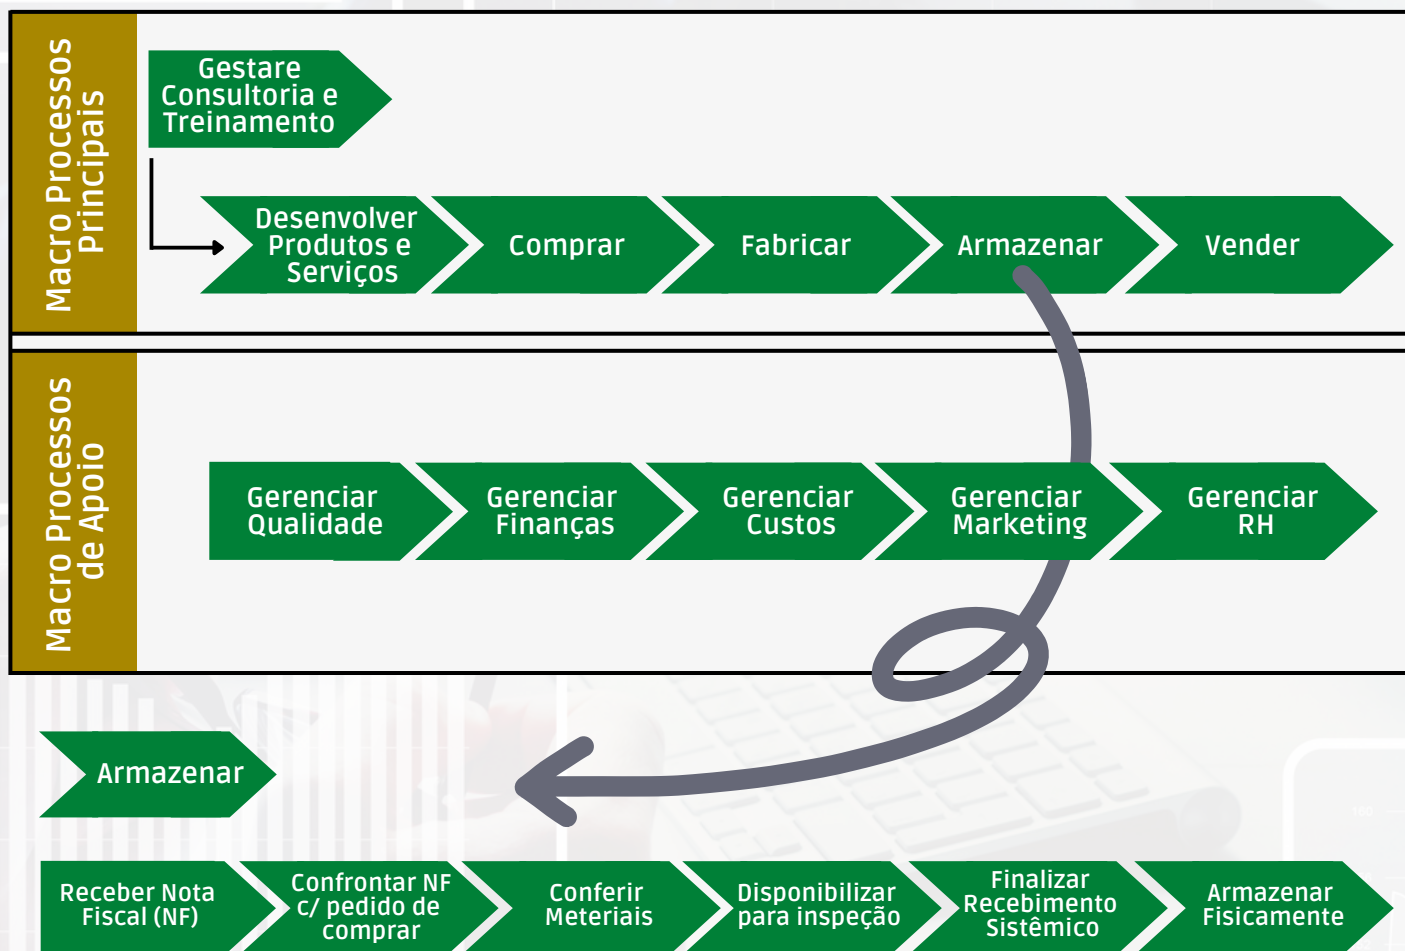 Macro Processos
Principais
Gestare
Consultoria e
Treinamento
Desenvolver
Produtos e
Serviços
Comprar
Fabricar
Armazenar
Vender
Macro Processos
de Apoio
Gerenciar
Qualidade
Gerenciar
Finanças
Gerenciar
Custos
Gerenciar
Marketing
Gerenciar
RH
Armazenar
100
Receber Nota
Fiscal (NF)
Confrontar NF
c/ pedido de
comprar
Conferir
Meteriais
Disponibilizar
para inspeção
Finalizar
Recebimento
Sistêmico
Armazenar
Fisicamente